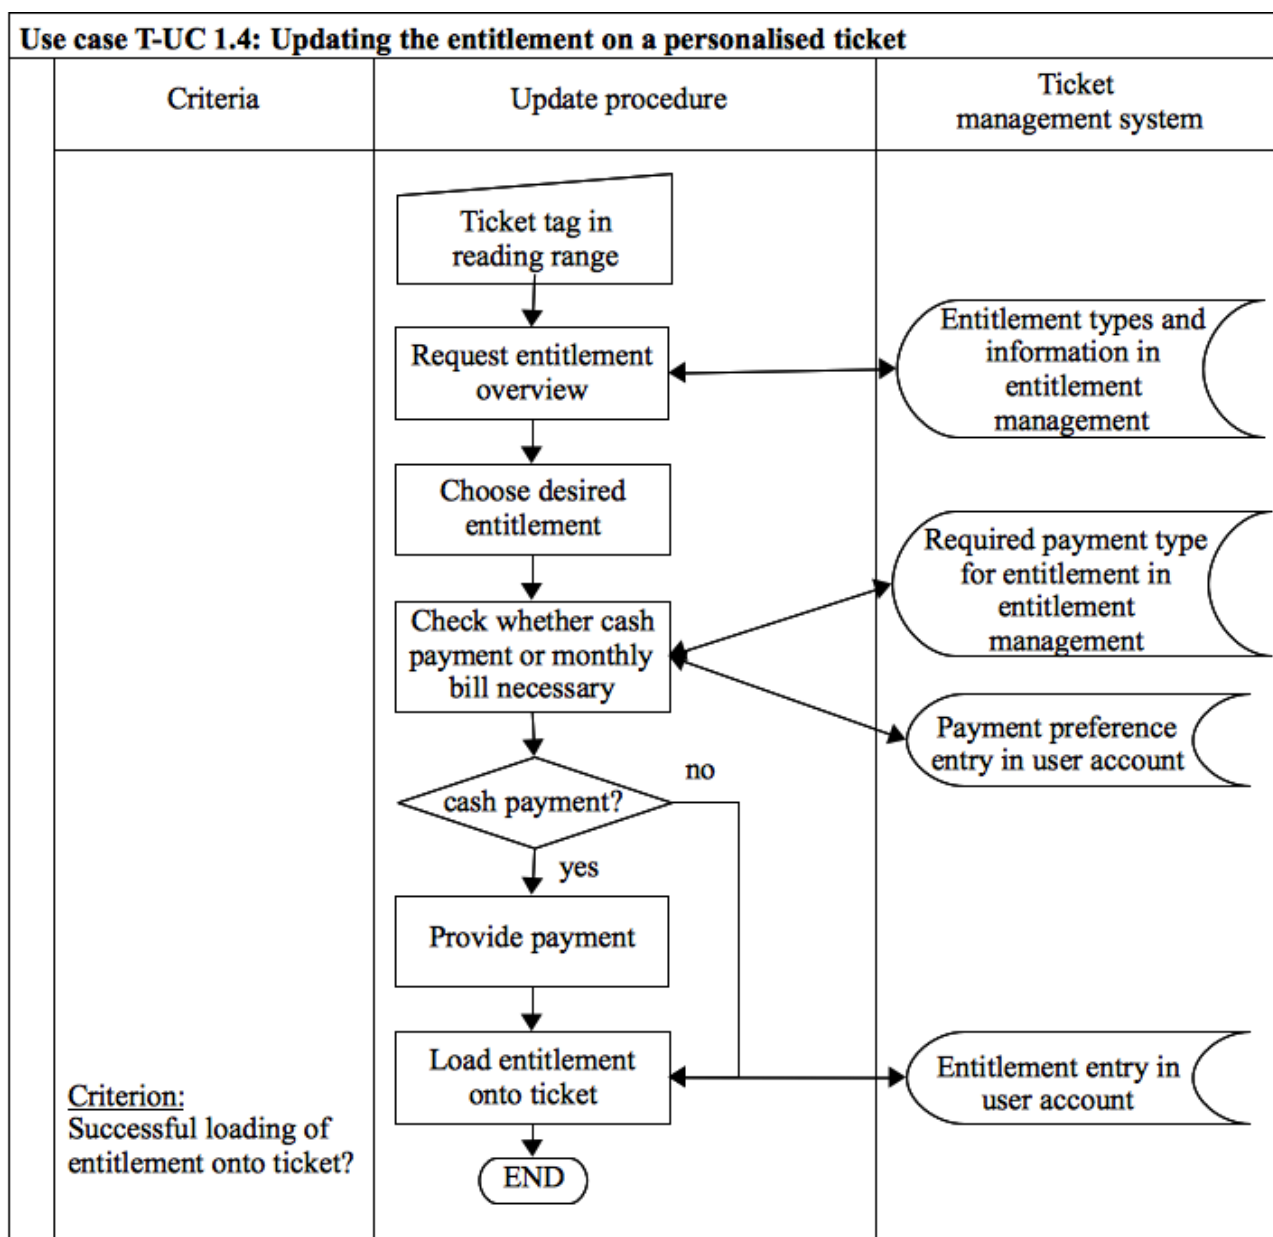 Use case T-UC 1.4: Updating the entitlement on a personalised ticket
Criteria
Update procedure
Ticket
management system
Ticket tag in
reading range
Request entitlement
overview
Entitlement types and
information in
entitlement
management
Choose desired
entitlement
Check whether cash
payment or monthly
bill necessary
Required payment type
for entitlement in
entitlement
management
Payment preference
entry in user account
cash payment?
no
yes
Provide payment
Load entitlement
onto ticket
Entitlement entry in
user account
Criterion:
Successful loading of
entitlement onto ticket?
END